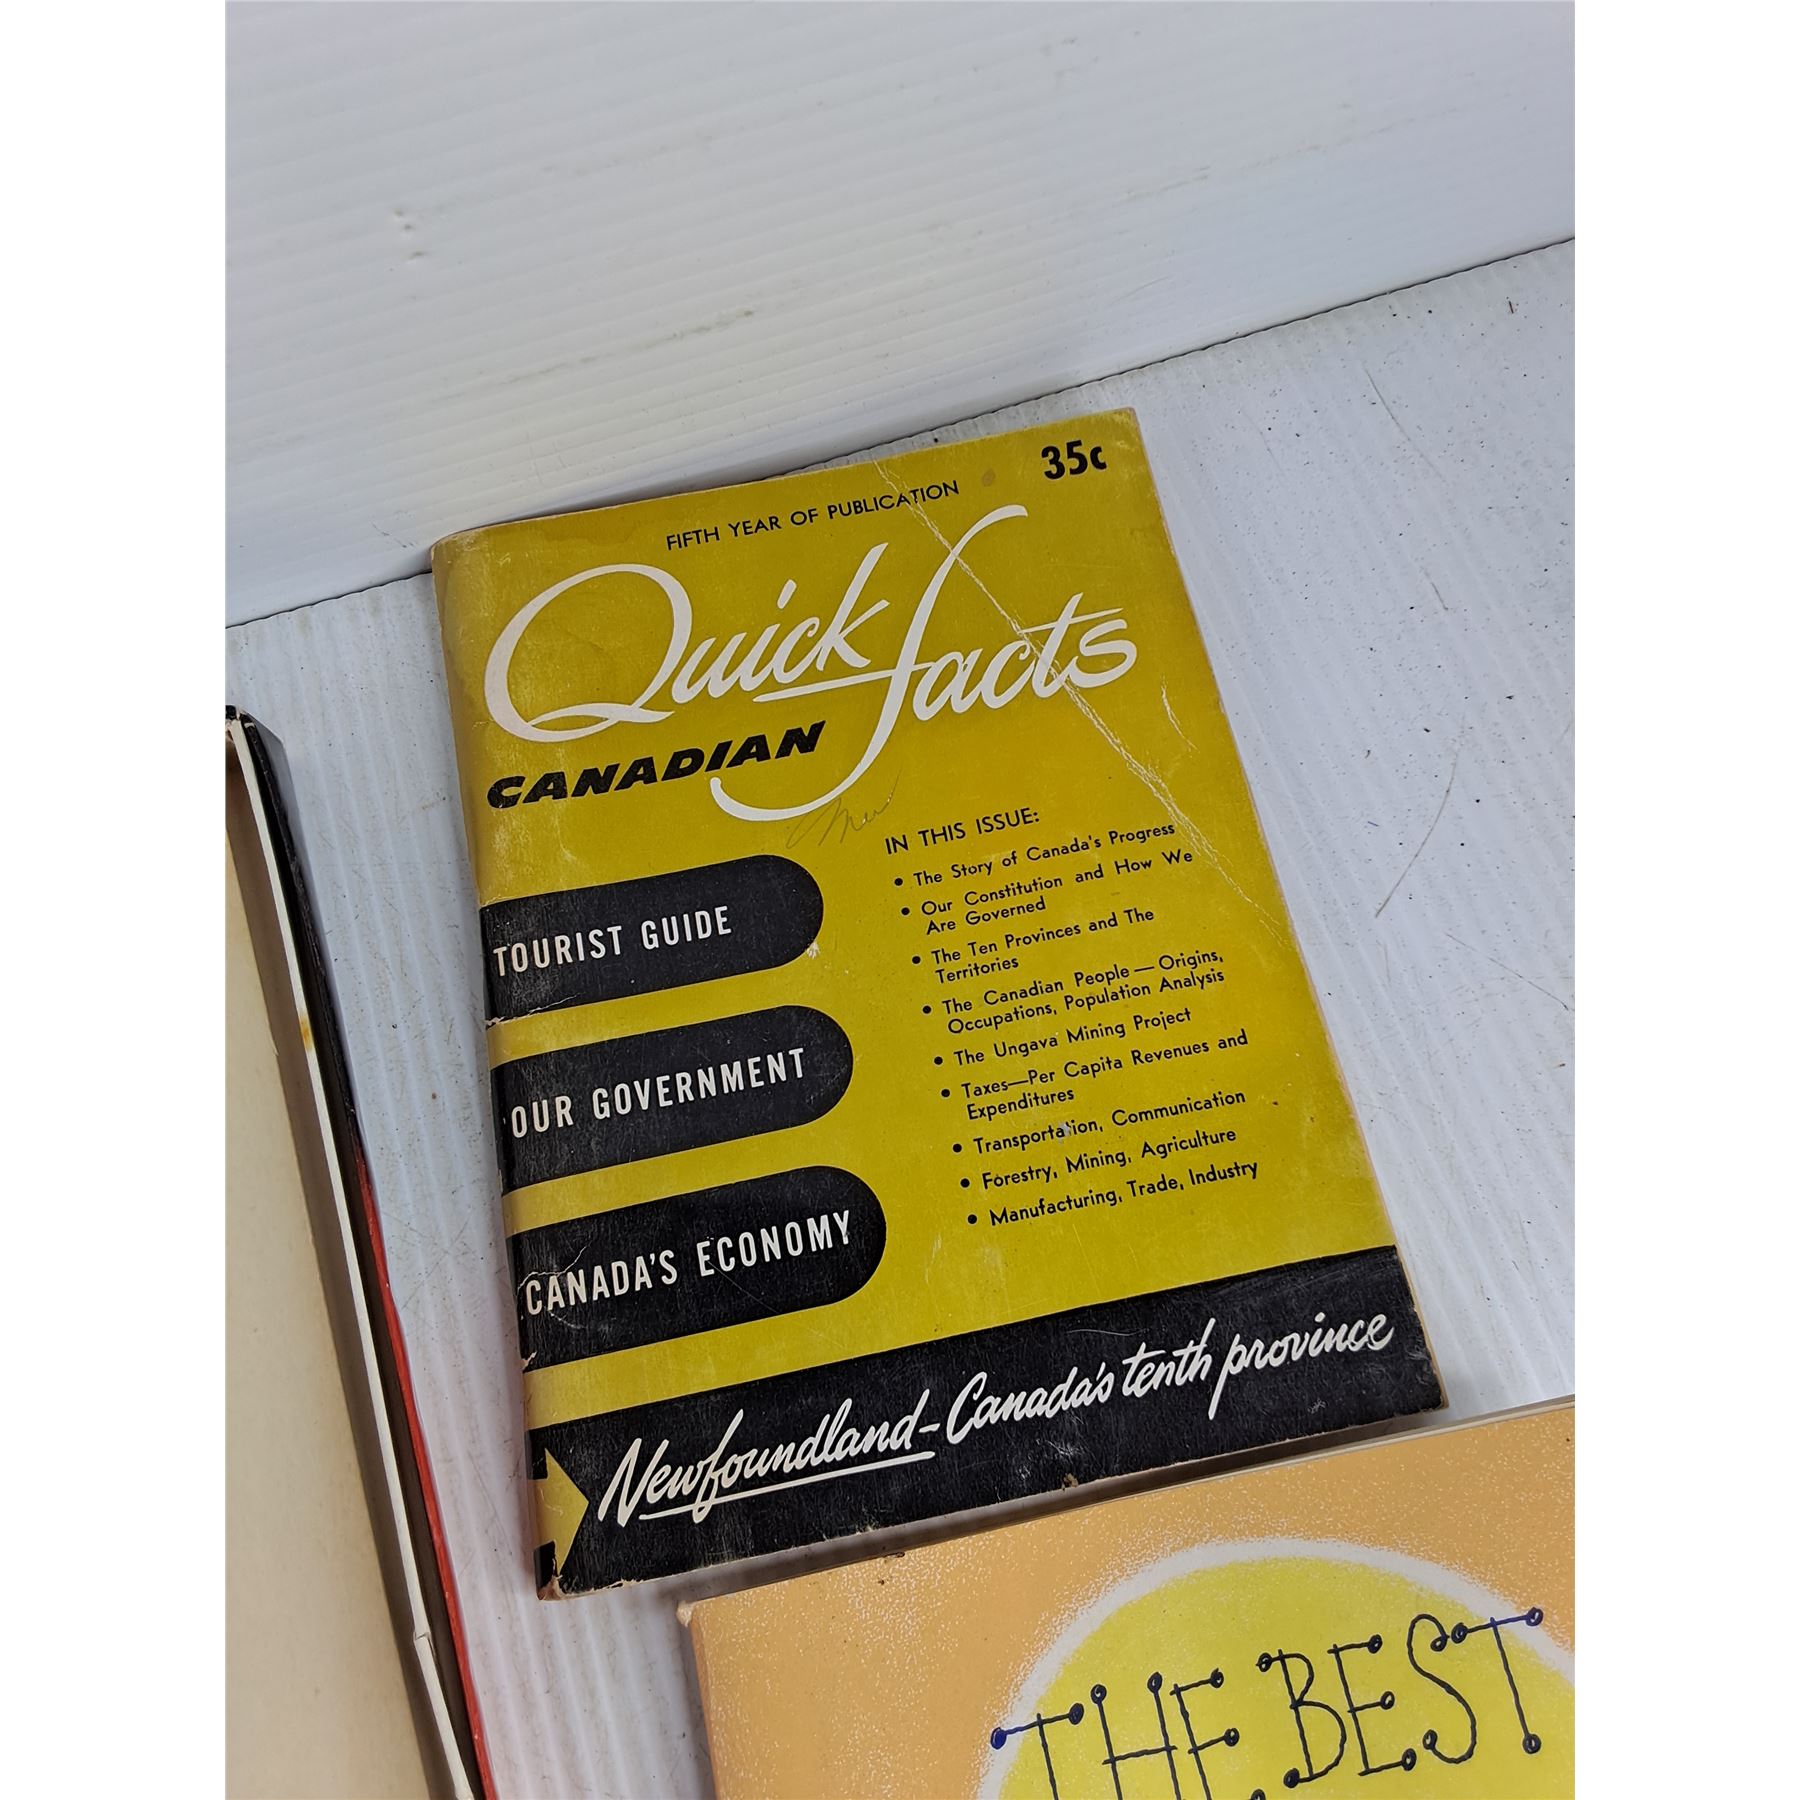 35c
FIFTH YEAR OF PUBLICATION
Quick Facts
CANADIAN
TOURIST GUIDE
OUR GOVERNMENT
CANADA'S ECONOMY
IN THIS ISSUE:
• The Story of Canada's Progress
• Our Constitution and How We
Are Governed
• The Ten Provinces and The
Territories
• The Canadian People — Origins,
Occupations, Population Analysis
• The Ungava Mining Project
• Taxes—Per Capita Revenues and
Expenditures
• Transportation, Communication
• Forestry, Mining, Agriculture
• Manufacturing, Trade, Industry
Newfoundland - Canada's tenth province
THE BEST